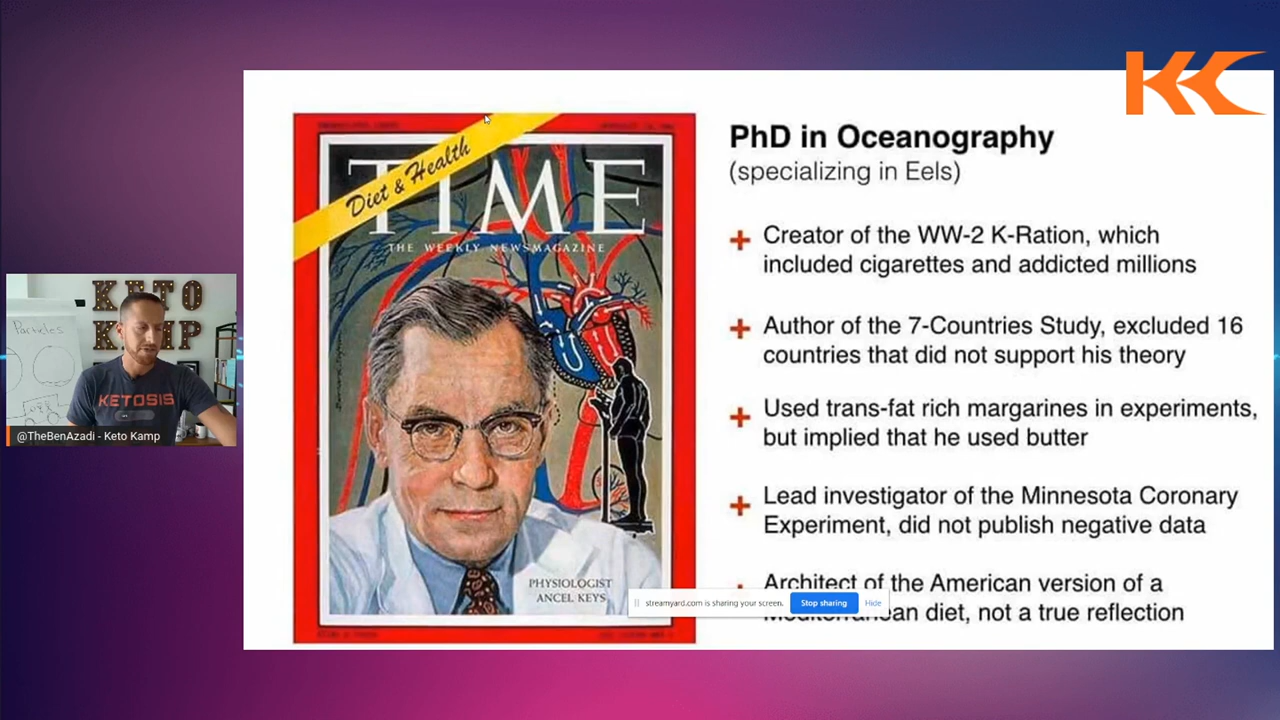 KC
PhD in Oceanography
(specializing in Eels)
Diet & Health
TIME
THE WEEKLY NEWSMAGAZINE
PHYSIOLOGIST
ANCEL KEYS
+ Creator of the WW-2 K-Ration, which
included cigarettes and addicted millions
+ Author of the 7-Countries Study, excluded 16
countries that did not support his theory
+ Used trans-fat rich margarines in experiments,
but implied that he used butter
+ Lead investigator of the Minnesota Coronary
Experiment, did not publish negative data
Architect of the American version of a
Mediterranean diet, not a true reflection
streamyard.com is sharing your screen.
Stop sharing
Hide
KETO
KAMP
Particles
KETOSIS
@TheBenAzadi - Keto Kamp